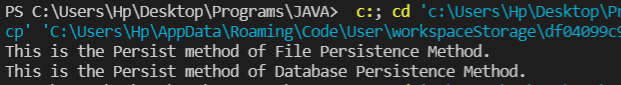 PS C:\Users\Hp\Desktop\Programs\JAVA> c:; cd 'c:\Users\Hp\Desktop\Pr
cp' 'C:\Users\Hp\AppData\Roaming\Code\User\workspaceStorage\df04099c9
This is the Persist method of File Persistence Method.
This is the Persist method of Database Persistence Method.